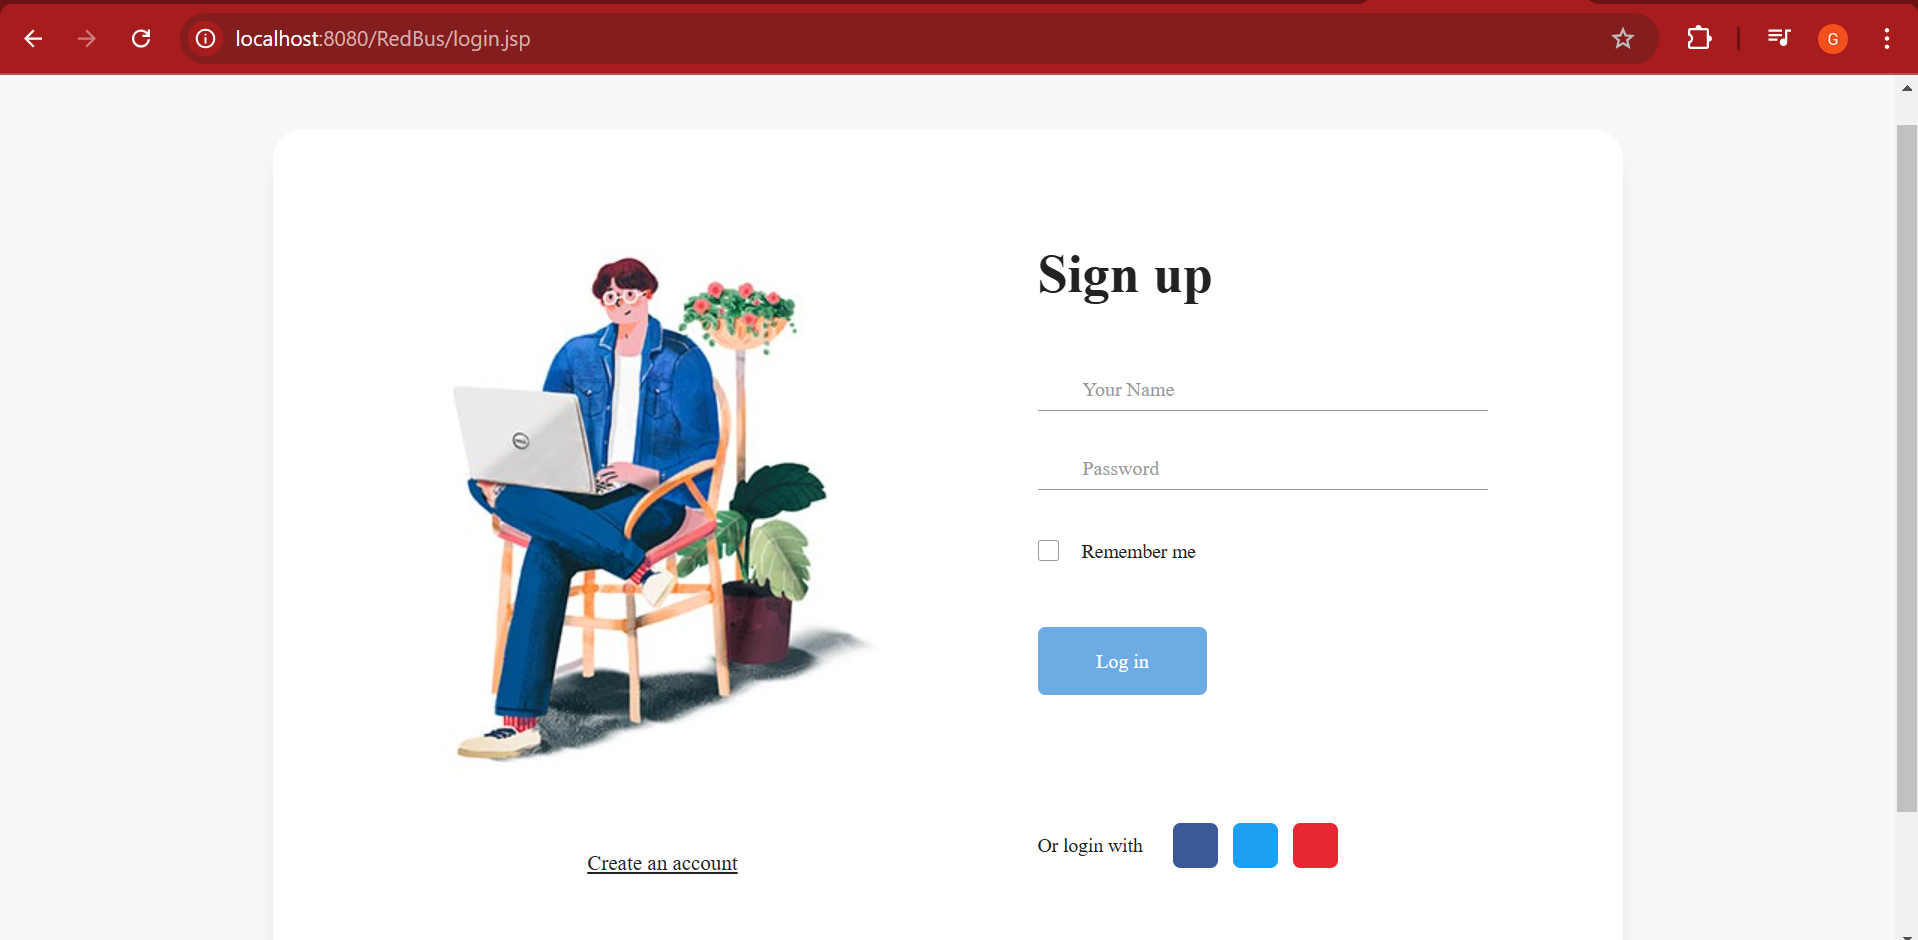 localhost:8080/RedBus/login.jsp
G
Sign up
Your Name
Password
Remember me
Log in
Or login with
Create an account